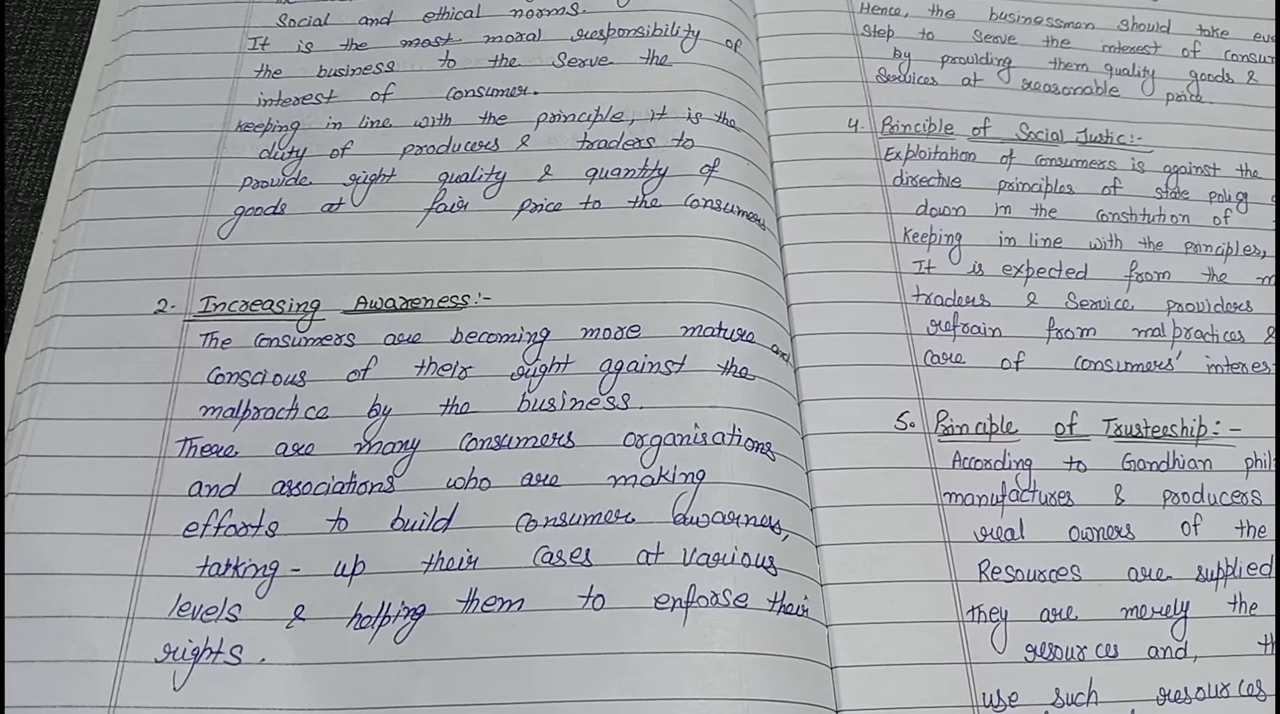 Social and ethical norms.
It is the most moral responsibility of
the business to the Serve the
interest of consumer.
keeping in line with the principle, it is the
duty of producers & traders to
provide right quality & quantity of
goods at fair price to the consumers
2. Increasing Awareness:-
The consumers are becoming more mature and
conscious of their right against the
malpractice by the business.
There are many consumers organisations
and associations who are making
efforts to build consumer awarness,
tatking-up their cases at various
levels & helping them to enforse their
rights.
Hence, the businessman should take
Step to serve the interest of
by providing them quality goods &
Services at reasonable price.
4. Princible of Social Justic:-
Exploitation of consumers is against the
directive principles of state
down in the constitution of
Keeping in line with the principles,
It is expected from the
traders & Service providers
refrain from malpractices &
care of consumers'
5. Principle of Trustership:-
According to Gandhian
manufactures & producers
real owners of the
Resources are supplied
they are merely the
resources and,
use such resources